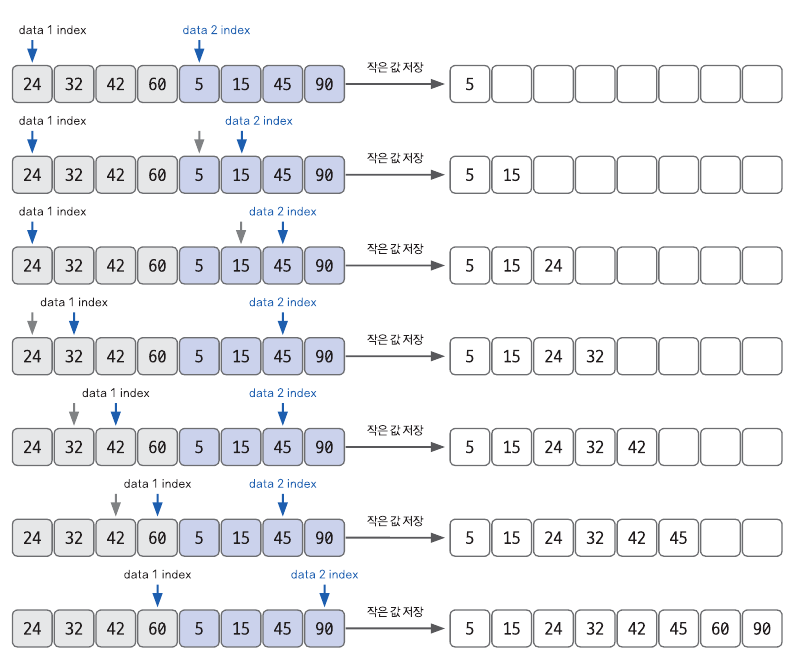 data 1 index data 2 index
24 32 42 60 5 15 45 90 작은 값 저장 5
data 1 index data 2 index
24 32 42 60 5 15 45 90 작은 값 저장 5 15
data 1 index data 2 index
24 32 42 60 5 15 45 90 작은 값 저장 5 15 24
data 1 index data 2 index
24 32 42 60 5 15 45 90 작은 값 저장 5 15 24 32
data 1 index data 2 index
24 32 42 60 5 15 45 90 작은 값 저장 5 15 24 32 42
data 1 index data 2 index
24 32 42 60 5 15 45 90 작은 값 저장 5 15 24 32 42 45
data 1 index data 2 index
24 32 42 60 5 15 45 90 작은 값 저장 5 15 24 32 42 45 60 90